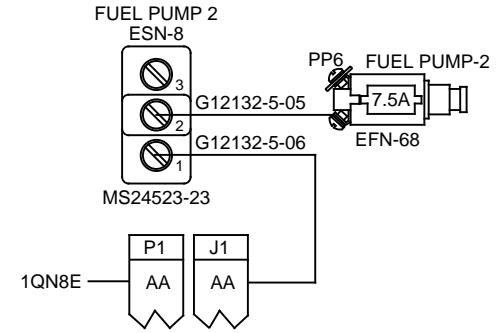 FUEL PUMP 2
ESN-8
PP6
FUEL PUMP-2
3
G12132-5-05
7.5A
2
EFN-68
G12132-5-06
1
MS24523-23
P1
J1
1QN8E
AA
AA